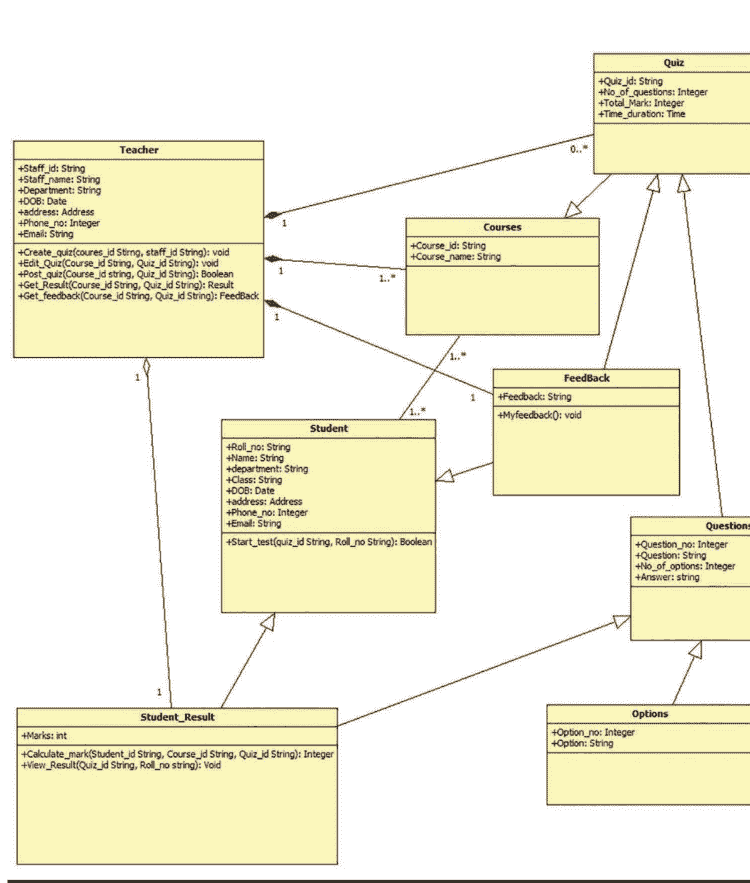 Quiz
+Quiz_id: String
+No_of_questions: Integer
+Total_Mark: Integer
+Time_duration: Time
0..*
Teacher
+Staff_id: String
+Staff_name: String
+Department: String
+DOB: Date
+address: Address
+Phone_no: Integer
+Email: String
+Create_quiz(coures_id Stirng, staff_id String): void
+Edit_Quiz(Course_id String, Quiz_id String): void
+Post_quiz(Course_id string, Quiz_id String): Boolean
+Get_Result(Course_id String, Quiz_id String): Result
+Get_feedback(Course_id String, Quiz_id String): FeedBack
1
1
1
1
Courses
+Course_id: String
+Course_name: String
1..*
1..*
1..*
1
FeedBack
+Feedback: String
+Myfeedback(): void
Student
+Roll_no: String
+Name: String
+department: String
+Class: String
+DOB: Date
+address: Address
+Phone_no: Integer
+Email: String
+Start_test(quiz_id String, Roll_no String): Boolean
Questions
+Question_no: Integer
+Question: String
+No_of_options: Integer
+Answer: string
1
Student_Result
+Marks: int
+Calculate_mark(Student_id String, Course_id String, Quiz_id String): Integer
+View_Result(Quiz_id String, Roll_no string): Void
Options
+Option_no: Integer
+Option: String